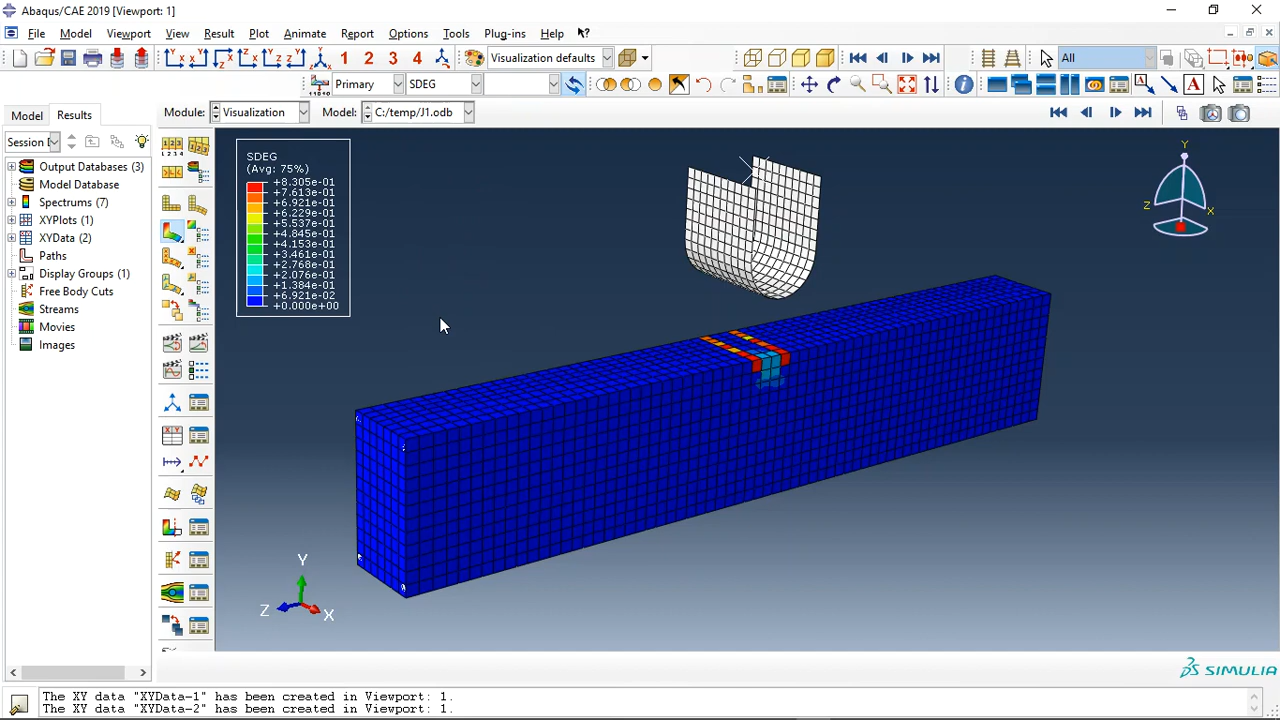 Abaqus/CAE 2019 [Viewport: 1]
File Model Viewport View Result Plot Animate Report Options Tools Plug-ins Help
1 2 3 4 Visualization defaults All
Primary SDEG
Model Results Module: Visualization Model: C:/temp/J1.odb
Session D
Output Databases (3)
Model Database
Spectrums (7)
XYPlots (1)
XYData (2)
Paths
Display Groups (1)
Free Body Cuts
Streams
Movies
Images
SDEG
(Avg: 75%)
+8.305e-01
+7.613e-01
+6.921e-01
+6.229e-01
+5.537e-01
+4.845e-01
+4.153e-01
+3.461e-01
+2.768e-01
+2.076e-01
+1.384e-01
+6.921e-02
+0.000e+00
Y
Z X
Y
Z X
SIMULIA
The XY data "XYData-1" has been created in Viewport: 1.
The XY data "XYData-2" has been created in Viewport: 1.